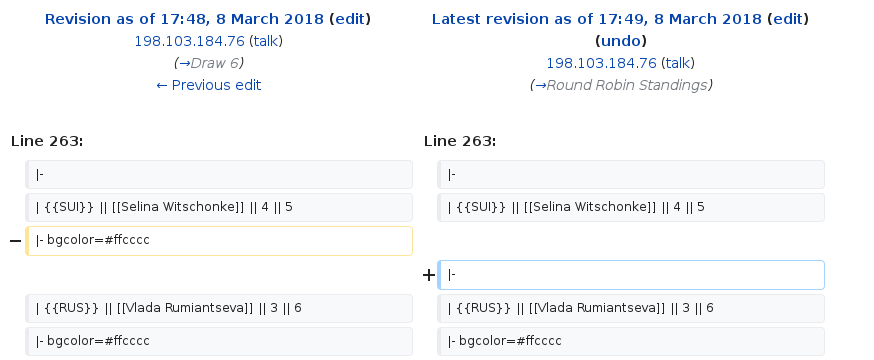 Revision as of 17:48, 8 March 2018 (edit)
198.103.184.76 (talk)
(→Draw 6)
← Previous edit
Latest revision as of 17:49, 8 March 2018 (edit)
(undo)
198.103.184.76 (talk)
(→Round Robin Standings)
Line 263:
Line 263:
|-
|-
| {{SUI}} || [[Selina Witschonke]] || 4 || 5
| {{SUI}} || [[Selina Witschonke]] || 4 || 5
− |- bgcolor=#ffcccc
+ |-
| {{RUS}} || [[Vlada Rumiantseva]] || 3 || 6
| {{RUS}} || [[Vlada Rumiantseva]] || 3 || 6
|- bgcolor=#ffcccc
|- bgcolor=#ffcccc